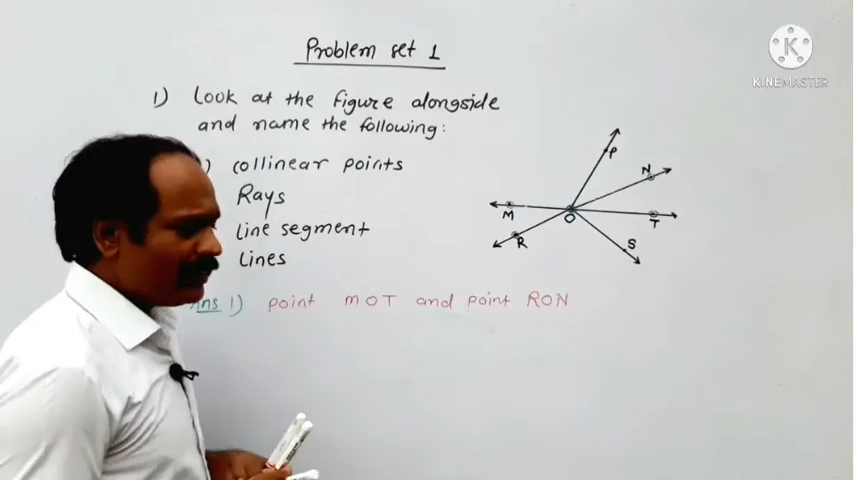 Problem set 1
1) Look at the figure alongside
and name the following:
) collinear points
Rays
line segment
lines
Ans 1) point MOT and point RON
P
N
M
O
T
R
S
K
KINEMASTER